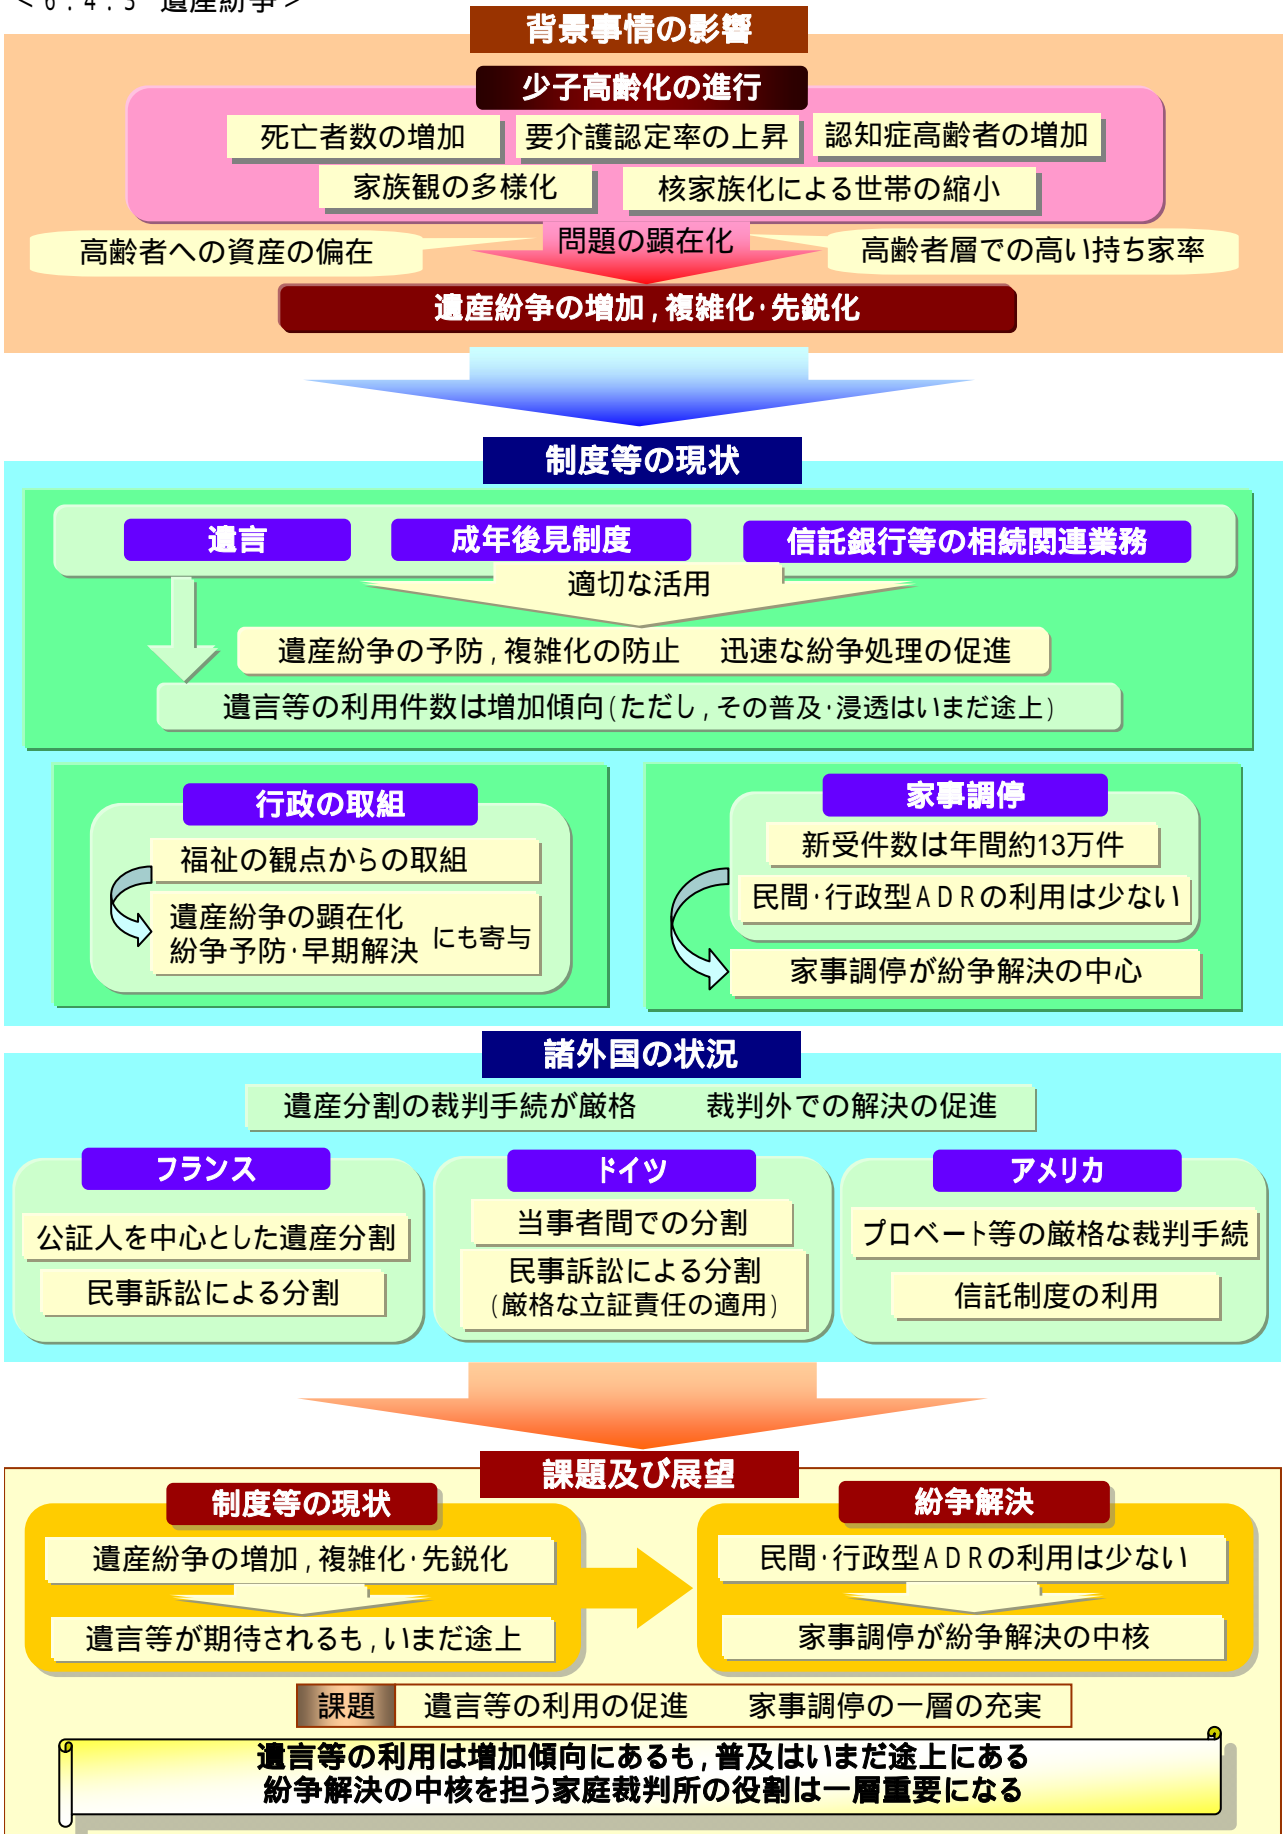 ＜６．４．３　遺産紛争＞
背景事情の影響
少子高齢化の進行
死亡者数の増加
要介護認定率の上昇
認知症高齢者の増加
家族観の多様化
核家族化による世帯の縮小
高齢者への資産の偏在
問題の顕在化
高齢者層での高い持ち家率
遺産紛争の増加，複雑化・先鋭化
制度等の現状
遺言
成年後見制度
信託銀行等の相続関連業務
適切な活用
遺産紛争の予防，複雑化の防止　迅速な紛争処理の促進
遺言等の利用件数は増加傾向（ただし，その普及・浸透はいまだ途上）
行政の取組
福祉の観点からの取組
遺産紛争の顕在化
紛争予防・早期解決
にも寄与
家事調停
新受件数は年間約13万件
民間・行政型ＡＤＲの利用は少ない
家事調停が紛争解決の中心
諸外国の状況
遺産分割の裁判手続が厳格　　裁判外での解決の促進
フランス
公証人を中心とした遺産分割
民事訴訟による分割
ドイツ
当事者間での分割
民事訴訟による分割
（厳格な立証責任の適用）
アメリカ
プロベート等の厳格な裁判手続
信託制度の利用
課題及び展望
制度等の現状
遺産紛争の増加，複雑化・先鋭化
遺言等が期待されるも，いまだ途上
紛争解決
民間・行政型ＡＤＲの利用は少ない
家事調停が紛争解決の中核
課題
遺言等の利用の促進　　家事調停の一層の充実
遺言等の利用は増加傾向にあるも，普及はいまだ途上にある
紛争解決の中核を担う家庭裁判所の役割は一層重要になる